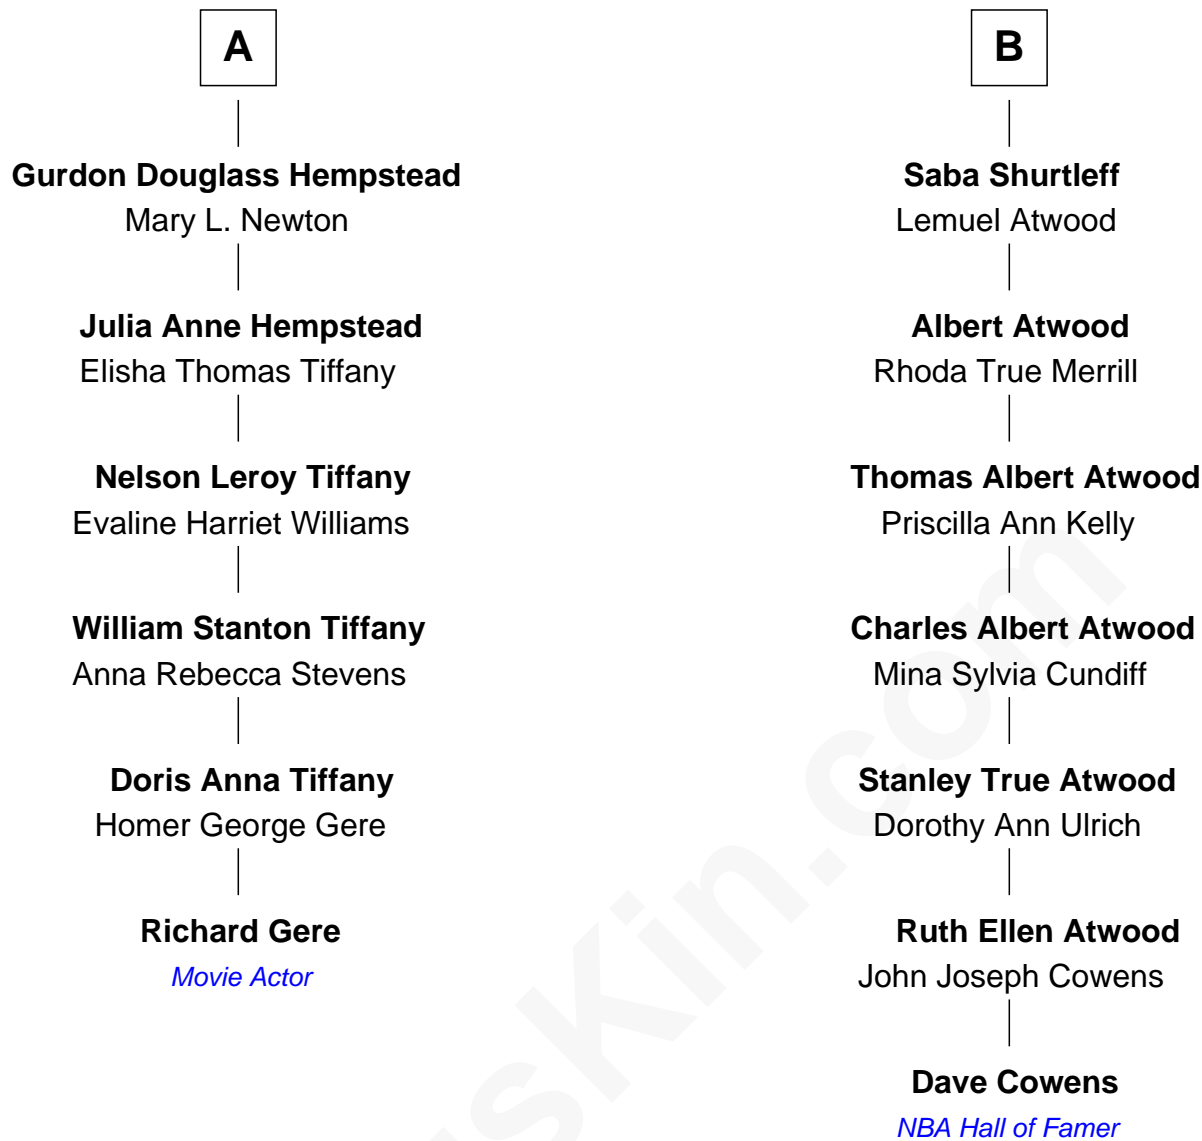 A
Gurdon Douglass Hempstead
Mary L. Newton
Julia Anne Hempstead
Elisha Thomas Tiffany
Nelson Leroy Tiffany
Evaline Harriet Williams
William Stanton Tiffany
Anna Rebecca Stevens
Doris Anna Tiffany
Homer George Gere
Richard Gere
Movie Actor
B
Saba Shurtleff
Lemuel Atwood
Albert Atwood
Rhoda True Merrill
Thomas Albert Atwood
Priscilla Ann Kelly
Charles Albert Atwood
Mina Sylvia Cundiff
Stanley True Atwood
Dorothy Ann Ulrich
Ruth Ellen Atwood
John Joseph Cowens
Dave Cowens
NBA Hall of Famer